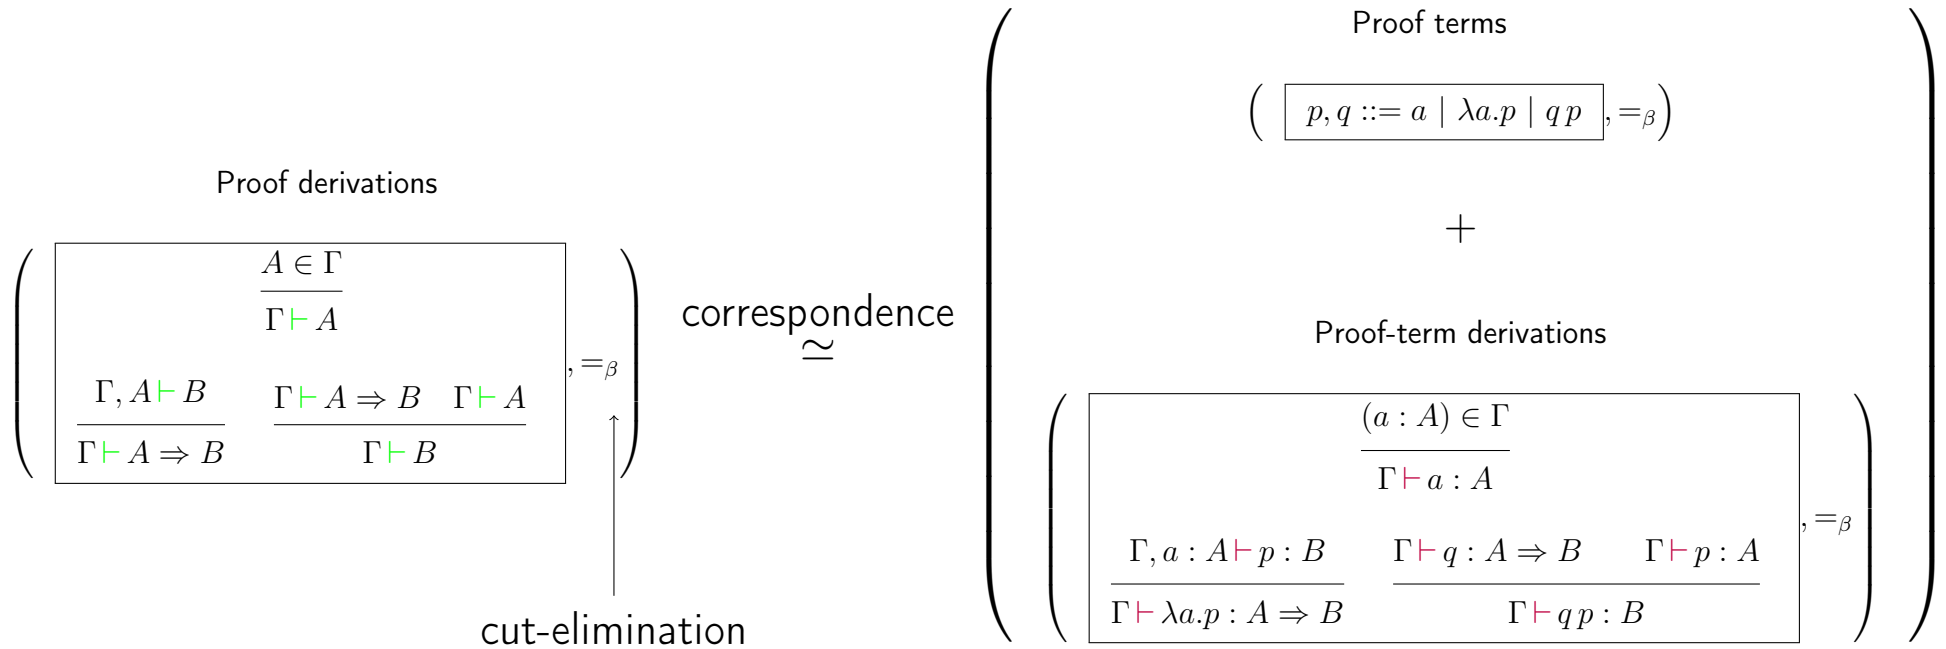 Proof derivations
( A ∈ Γ
Γ ⊢ A
Γ, A ⊢ B    Γ ⊢ A ⇒ B    Γ ⊢ A
Γ ⊢ A ⇒ B    Γ ⊢ B
, =β )
cut-elimination
correspondence
≃
Proof terms
( p, q ::= a | λa.p | q p , =β )
+
Proof-term derivations
( (a : A) ∈ Γ
Γ ⊢ a : A
Γ, a : A ⊢ p : B    Γ ⊢ q : A ⇒ B    Γ ⊢ p : A
Γ ⊢ λa.p : A ⇒ B    Γ ⊢ q p : B
, =β )